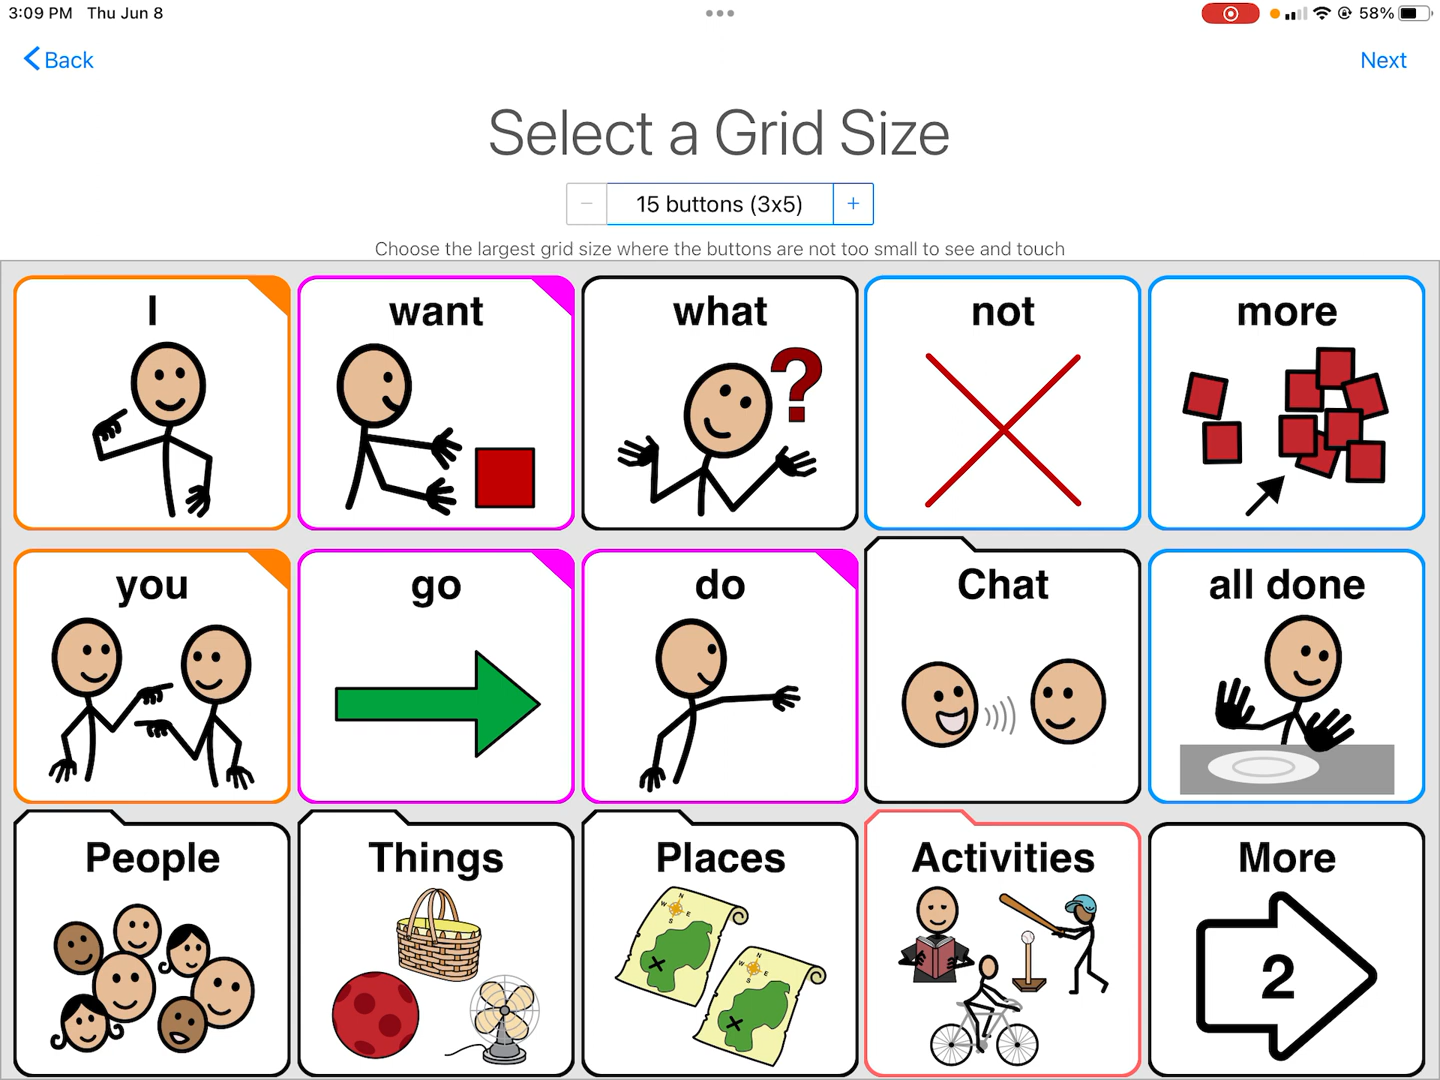 3:09 PM Thu Jun 8
58%
Back
Next
Select a Grid Size
− 15 buttons (3x5) +
Choose the largest grid size where the buttons are not too small to see and touch
I want what not more
?
you go do Chat all done
People Things Places Activities More
N
W E
S
N
W E
S
2